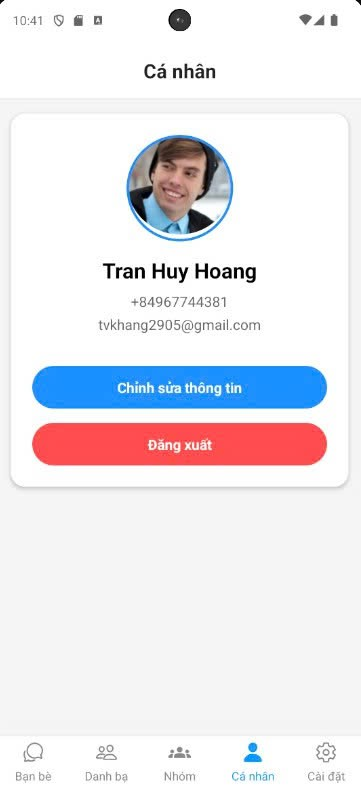 10:41
Cá nhân
Tran Huy Hoang
+84967744381
tvkhang2905@gmail.com
Chỉnh sửa thông tin
Đăng xuất
Bạn bè Danh bạ Nhóm Cá nhân Cài đặt